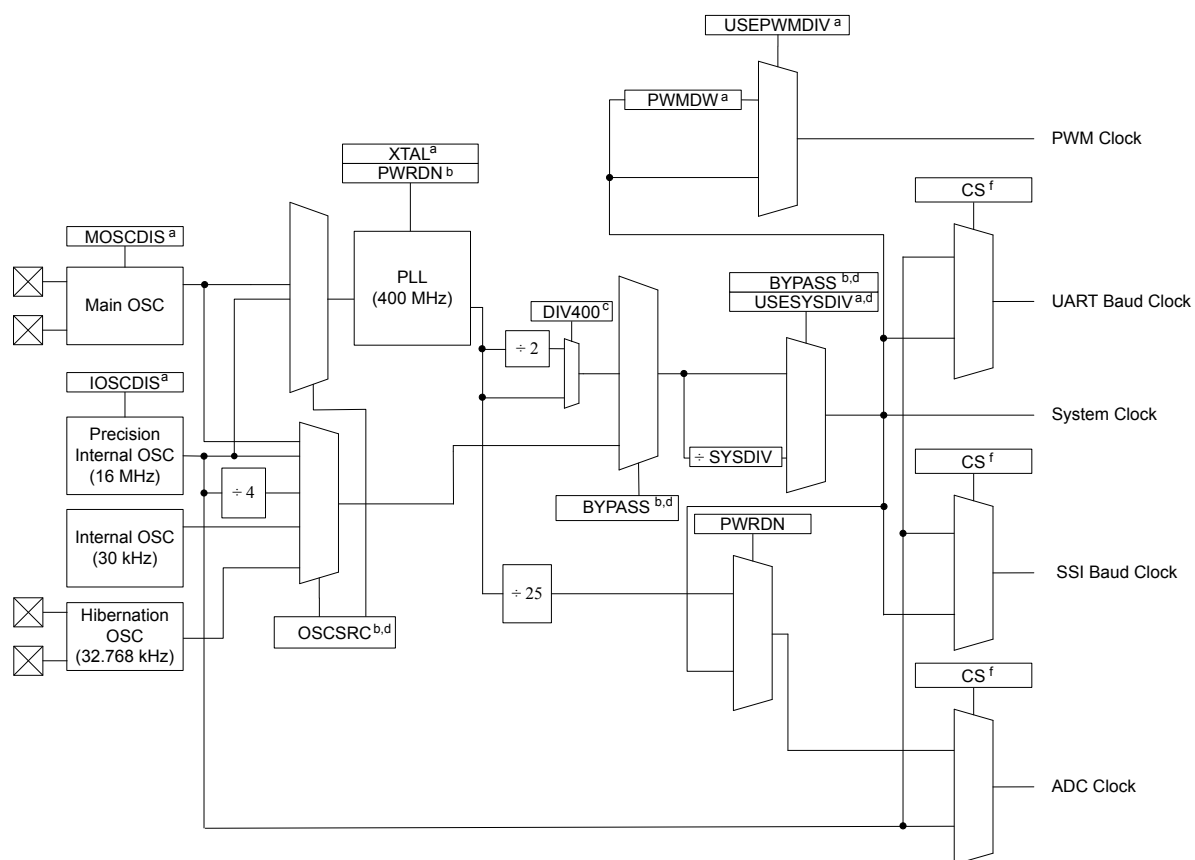 USEPWMDIV a
PWMDW a
PWM Clock
XTAL a
PWRDN b
CS f
MOSCDIS a
Main OSC
PLL
(400 MHz)
BYPASS b,d
USESYSDIV a,d
UART Baud Clock
DIV400 c
÷ 2
IOSCDIS a
Precision
Internal OSC
(16 MHz)
System Clock
÷ SYSDIV
CS f
÷ 4
BYPASS b,d
Internal OSC
(30 kHz)
PWRDN
SSI Baud Clock
÷ 25
Hibernation
OSC
(32.768 kHz)
OSCSRC b,d
CS f
ADC Clock